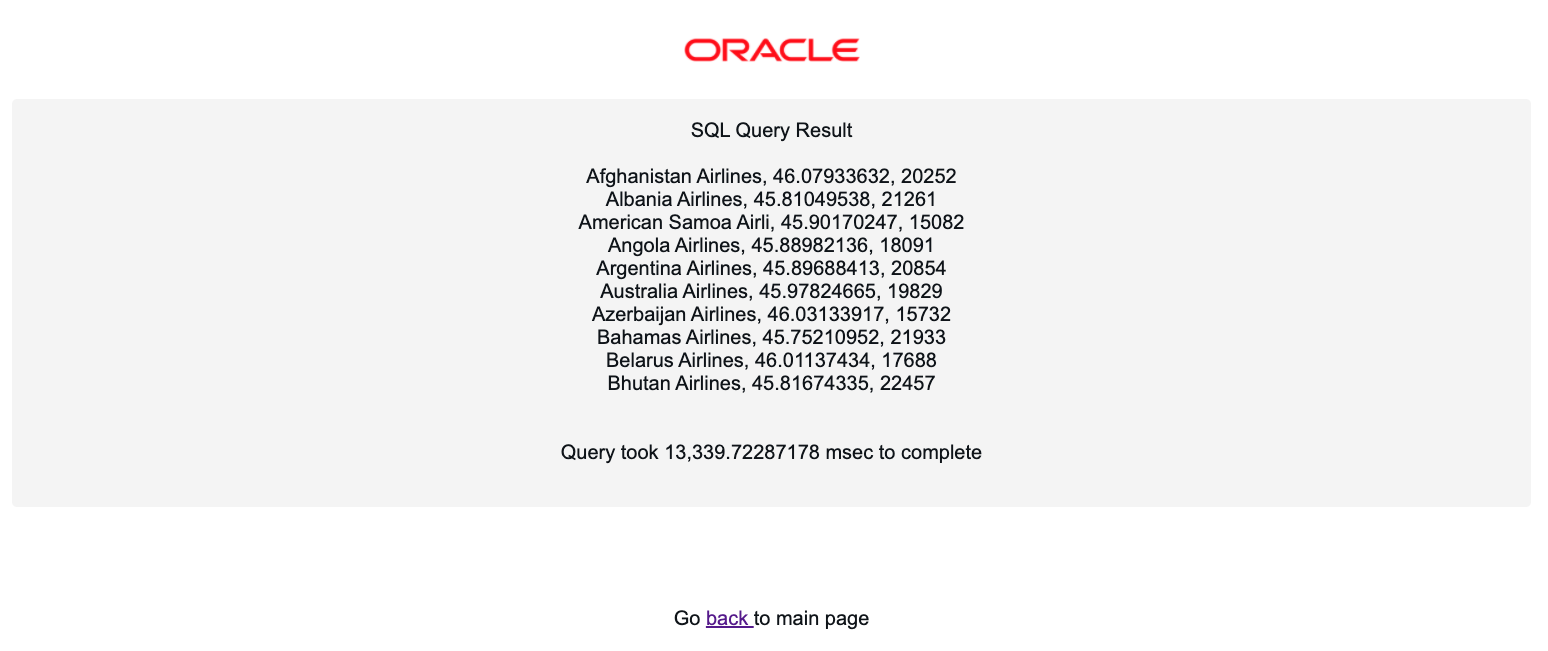 ORACLE
SQL Query Result
Afghanistan Airlines, 46.07933632, 20252
Albania Airlines, 45.81049538, 21261
American Samoa Airli, 45.90170247, 15082
Angola Airlines, 45.88982136, 18091
Argentina Airlines, 45.89688413, 20854
Australia Airlines, 45.97824665, 19829
Azerbaijan Airlines, 46.03133917, 15732
Bahamas Airlines, 45.75210952, 21933
Belarus Airlines, 46.01137434, 17688
Bhutan Airlines, 45.81674335, 22457
Query took 13,339.72287178 msec to complete
Go back to main page